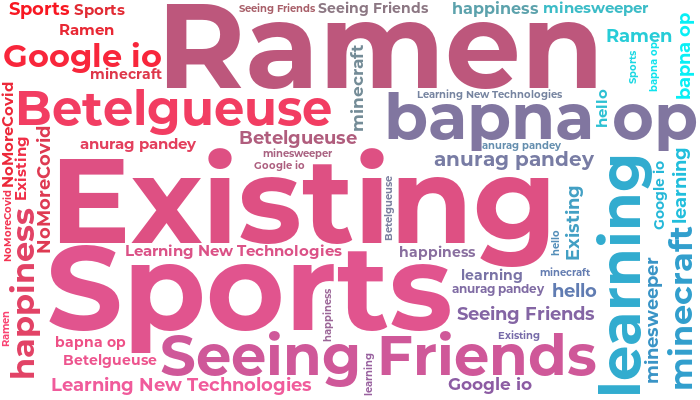 Sports Sports
Seeing Friends Seeing Friends
happiness minesweeper
Ramen
Ramen
Ramen
Google io
minecraft
minecraft
Sports
bapna op
bapna op
Betelgueuse
Learning New Technologies
bapna op
hello
NoMoreCovid
Betelgueuse
anurag pandey
anurag pandey
minesweeper
anurag pandey
Google io
NoMoreCovid
Existing
Existing
Betelgueuse
Existing
learning
Google io
learning
NoMoreCovid
happiness
Learning New Technologies
happiness
hello
Sports
learning
minecraft
anurag pandey
hello
minesweeper
minecraft
happiness
Seeing Friends
Ramen
bapna op
Existing
Seeing Friends
Betelgueuse
learning
Learning New Technologies
Google io